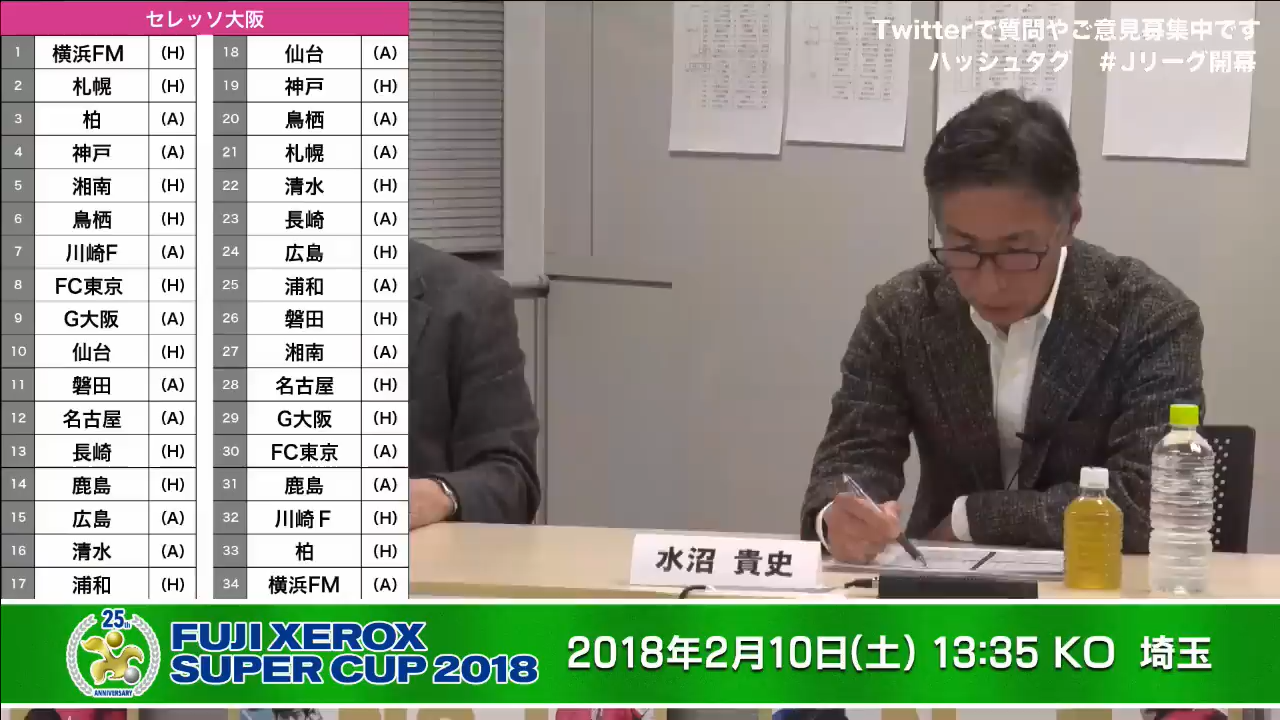 セレッソ大阪
横浜FM (H)
札幌 (H)
3 柏 (A)
4 神戸 (A)
5 湘南 (H)
6 鳥栖 (H)
7 川崎F (A)
8 FC東京 (H)
9 G大阪 (A)
10 仙台 (H)
11 磐田 (A)
12 名古屋 (A)
13 長崎 (H)
14 鹿島 (H)
15 広島 (A)
16 清水 (A)
17 浦和 (H)
18 仙台 (A)
19 神戸 (H)
20 鳥栖 (A)
21 札幌 (A)
22 清水 (H)
23 長崎 (A)
24 広島 (H)
25 浦和 (A)
26 磐田 (H)
27 湘南 (A)
28 名古屋 (H)
29 G大阪 (H)
30 FC東京 (A)
31 鹿島 (A)
32 川崎F (H)
33 柏 (H)
34 横浜FM (A)
Twitterで質問やご意見募集中です
ハッシュタグ #Jリーグ開幕
水沼 貴史
25th
ANNIVERSARY
FUJI XEROX
SUPER CUP 2018
2018年2月10日(土) 13:35 KO 埼玉